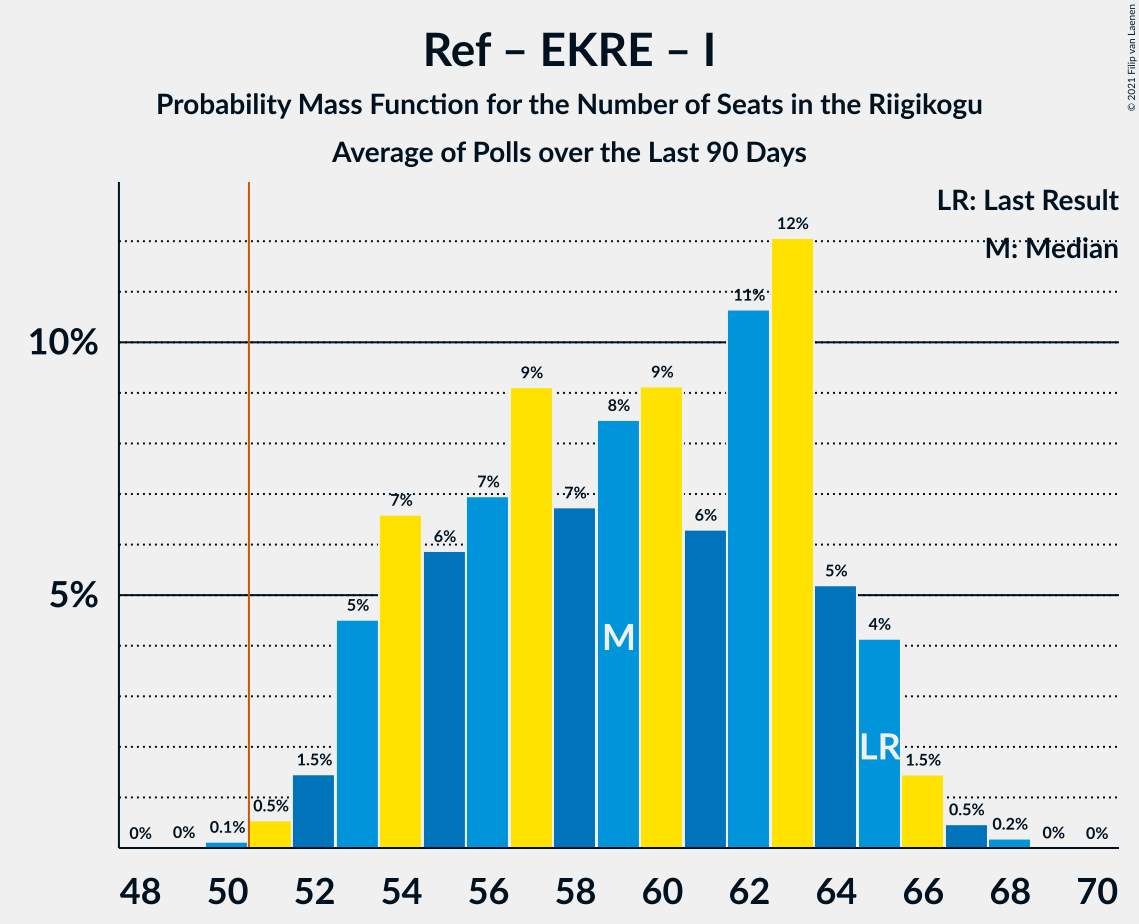 Ref – EKRE – I
Probability Mass Function for the Number of Seats in the Riigikogu
Average of Polls over the Last 90 Days
© 2021 Filip van Laenen
LR: Last Result
M: Median
10%
5%
0%
0%
0.1%
0.5%
1.5%
5%
7%
6%
7%
9%
7%
8%
9%
6%
11%
12%
5%
4%
1.5%
0.5%
0.2%
0%
0%
M
LR
48 50 52 54 56 58 60 62 64 66 68 70